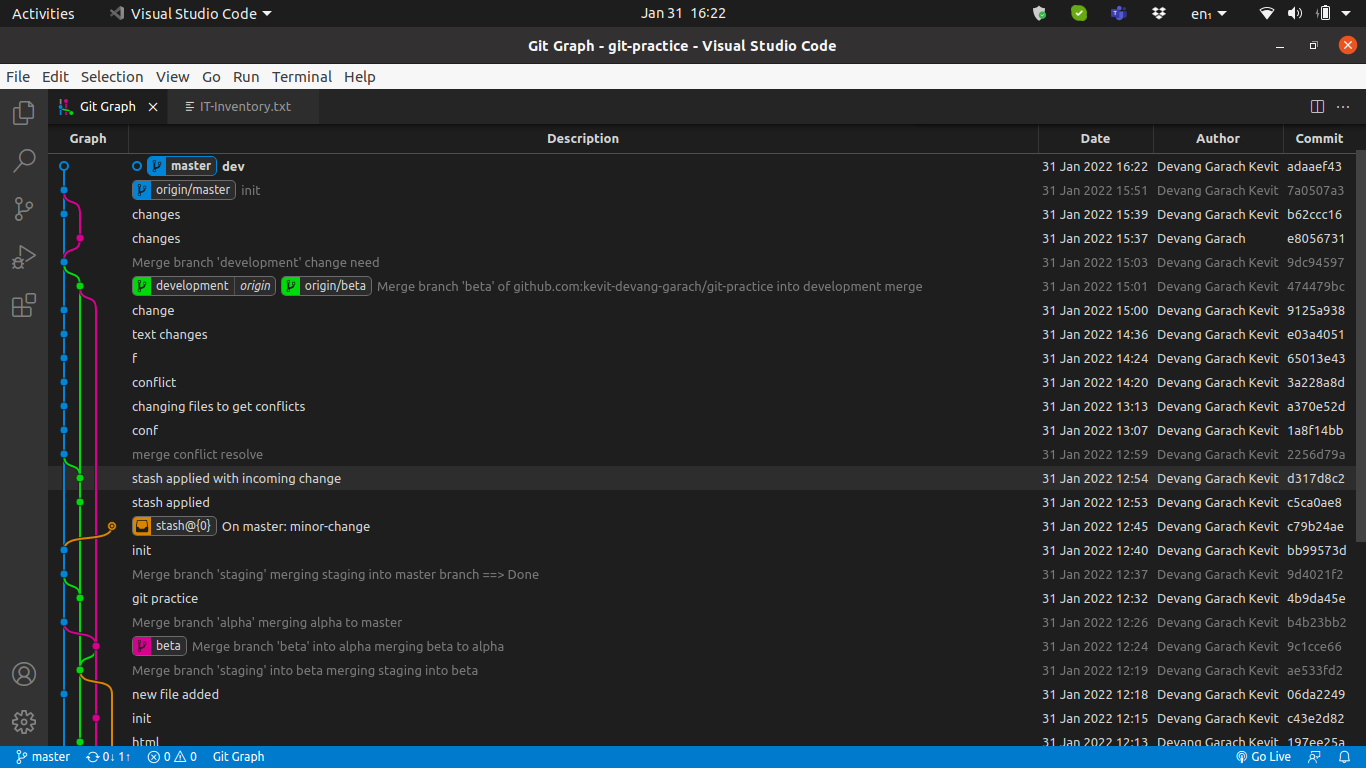 Activities Visual Studio Code Jan 31 16:22 en₁
Git Graph - git-practice - Visual Studio Code
File Edit Selection View Go Run Terminal Help
Git Graph IT-Inventory.txt
Graph Description Date Author Commit
master dev 31 Jan 2022 16:22 Devang Garach Kevit adaaef43
origin/master init 31 Jan 2022 15:51 Devang Garach Kevit 7a0507a3
changes 31 Jan 2022 15:39 Devang Garach Kevit b62ccc16
changes 31 Jan 2022 15:37 Devang Garach e8056731
Merge branch 'development' change need 31 Jan 2022 15:03 Devang Garach Kevit 9dc94597
development origin origin/beta Merge branch 'beta' of github.com:kevit-devang-garach/git-practice into development merge 31 Jan 2022 15:01 Devang Garach Kevit 474479bc
change 31 Jan 2022 15:00 Devang Garach Kevit 9125a938
text changes 31 Jan 2022 14:36 Devang Garach Kevit e03a4051
f 31 Jan 2022 14:24 Devang Garach Kevit 65013e43
conflict 31 Jan 2022 14:20 Devang Garach Kevit 3a228a8d
changing files to get conflicts 31 Jan 2022 13:13 Devang Garach Kevit a370e52d
conf 31 Jan 2022 13:07 Devang Garach Kevit 1a8f14bb
merge conflict resolve 31 Jan 2022 12:59 Devang Garach Kevit 2256d79a
stash applied with incoming change 31 Jan 2022 12:54 Devang Garach Kevit d317d8c2
stash applied 31 Jan 2022 12:53 Devang Garach Kevit c5ca0ae8
stash@{0} On master: minor-change 31 Jan 2022 12:45 Devang Garach Kevit c79b24ae
init 31 Jan 2022 12:40 Devang Garach Kevit bb99573d
Merge branch 'staging' merging staging into master branch ==> Done 31 Jan 2022 12:37 Devang Garach Kevit 9d4021f2
git practice 31 Jan 2022 12:32 Devang Garach Kevit 4b9da45e
Merge branch 'alpha' merging alpha to master 31 Jan 2022 12:26 Devang Garach Kevit b4b23bb2
beta Merge branch 'beta' into alpha merging beta to alpha 31 Jan 2022 12:24 Devang Garach Kevit 9c1cce66
Merge branch 'staging' into beta merging staging into beta 31 Jan 2022 12:19 Devang Garach Kevit ae533fd2
new file added 31 Jan 2022 12:18 Devang Garach Kevit 06da2249
init 31 Jan 2022 12:15 Devang Garach Kevit c43e2d82
html 31 Jan 2022 12:13 Devang Garach Kevit 197ee25a
master 0↓ 1↑ 0 0 Git Graph Go Live